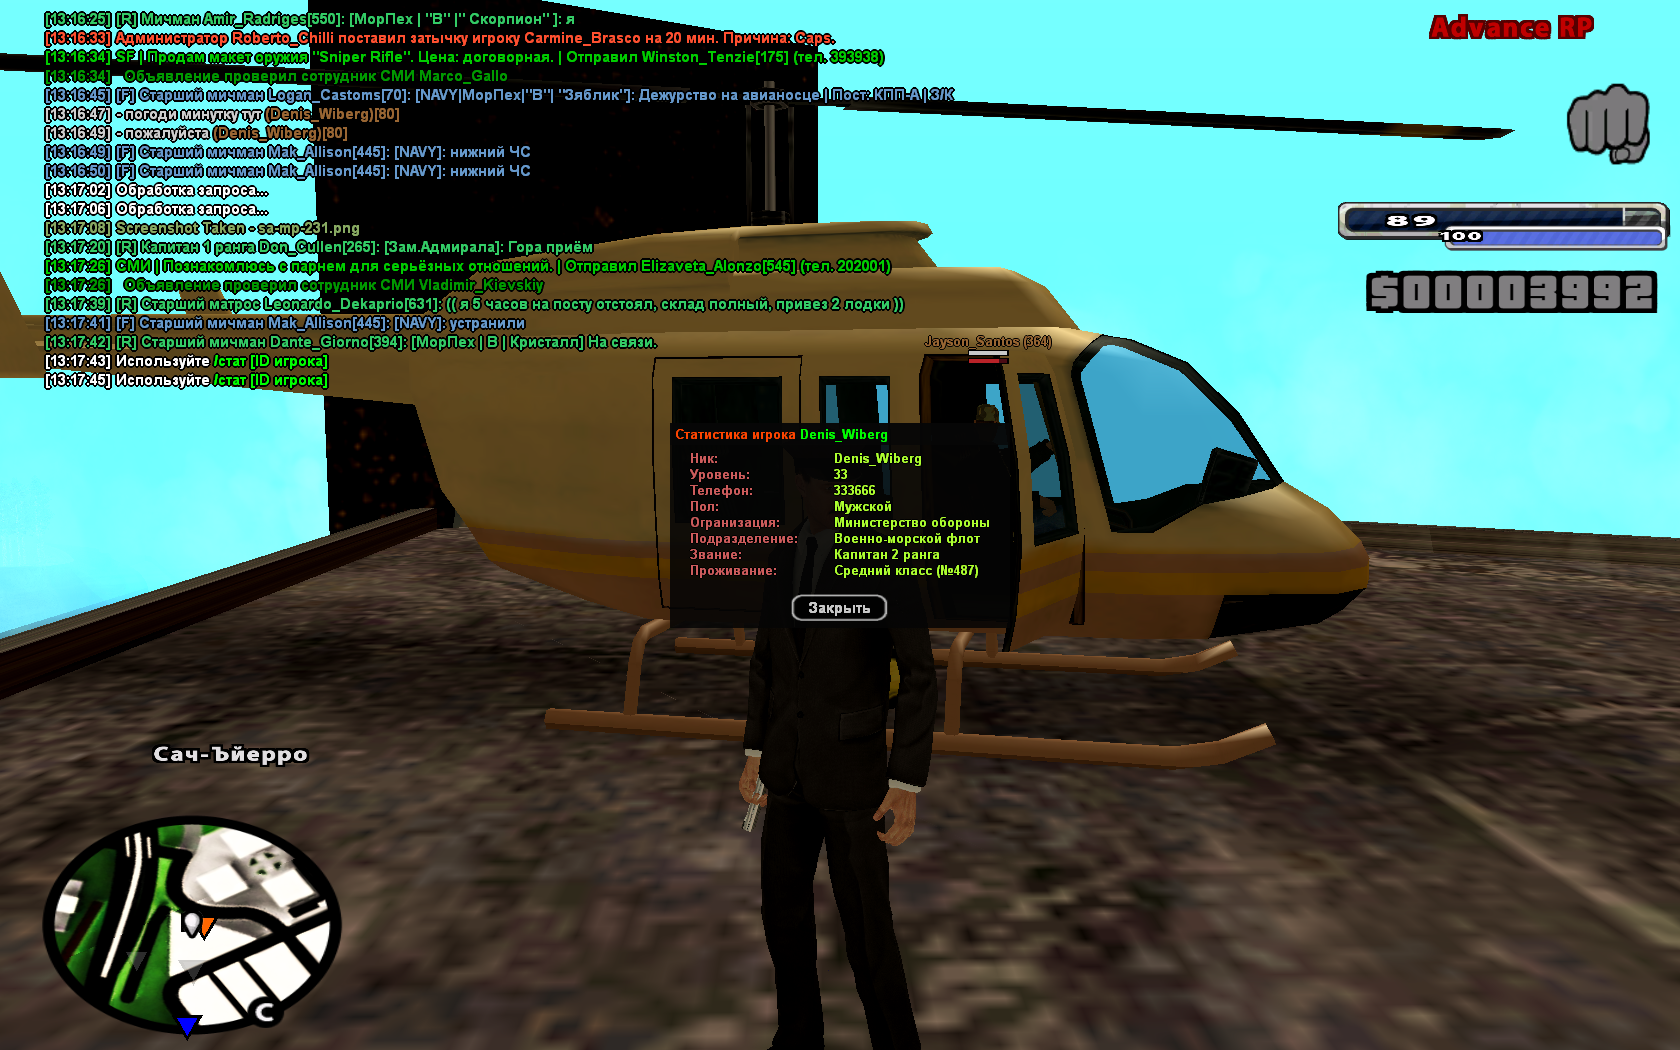 [13:16:25] [R] Мичман Amir_Radriges[550]: [МорПех | "В" |" Скорпион" ]: я
[13:16:33] Администратор Roberto_Chilli поставил затычку игроку Carmine_Brasco на 20 мин. Причина: Caps.
[13:16:34] SF | Продам макет оружия "Sniper Rifle". Цена: договорная. | Отправил Winston_Tenzie[175] (тел. 393938)
[13:16:34] Объявление проверил сотрудник СМИ Marco_Gallo
[13:16:45] [F] Старший мичман Logan_Castoms[70]: [NAVY|МорПех|"В"| "Зяблик"]: Дежурство на авианосце | Пост: КПП-А | З/К
[13:16:47] - погоди минутку тут (Denis_Wiberg)[80]
[13:16:49] - пожалуйста (Denis_Wiberg)[80]
[13:16:49] [F] Старший мичман Mak_Allison[445]: [NAVY]: нижний ЧС
[13:16:50] [F] Старший мичман Mak_Allison[445]: [NAVY]: нижний ЧС
[13:17:02] Обработка запроса...
[13:17:06] Обработка запроса...
[13:17:08] Screenshot Taken - sa-mp-231.png
[13:17:20] [R] Капитан 1 ранга Don_Cullen[265]: [Зам.Адмирала]: Гора приём
[13:17:26] СМИ | Познакомлюсь с парнем для серьёзных отношений. | Отправил Elizaveta_Alonzo[545] (тел. 202001)
[13:17:26] Объявление проверил сотрудник СМИ Vladimir_Kievskiy
[13:17:39] [R] Старший матрос Leonardo_Dekaprio[631]: (( я 5 часов на посту отстоял, склад полный, привез 2 лодки ))
[13:17:41] [F] Старший мичман Mak_Allison[445]: [NAVY]: устранили
[13:17:42] [R] Старший мичман Dante_Giorno[394]: [МорПех | В | Кристалл] На связи.
[13:17:43] Используйте /стат [ID игрока]
[13:17:45] Используйте /стат [ID игрока]
Advance RP
89
100
$00003992
Jayson_Santos (364)
Статистика игрока Denis_Wiberg
Ник: Denis_Wiberg
Уровень: 33
Телефон: 333666
Пол: Мужской
Огранизация: Министерство обороны
Подразделение: Военно-морской флот
Звание: Капитан 2 ранга
Проживание: Средний класс (№487)
Закрыть
Сач-Ъйерро
С